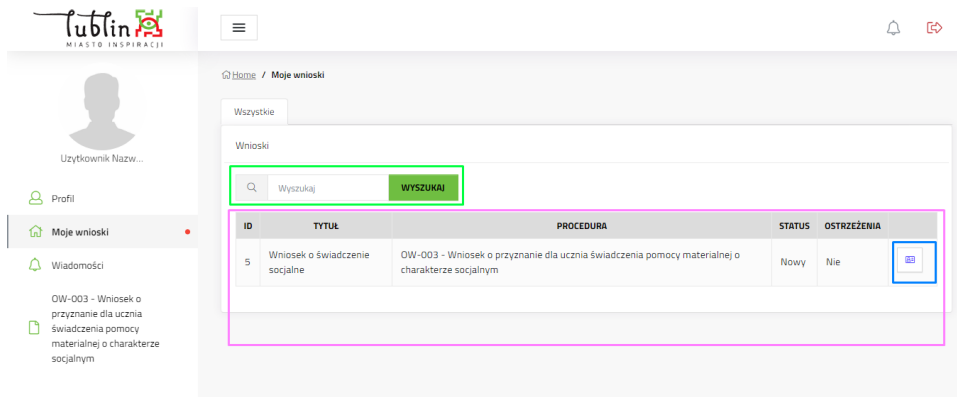 lublin
MIASTO INSPIRACJI
Home / Moje wnioski
Wszystkie
Uzytkownik Nazw...
Wnioski
Wyszukaj WYSZUKAJ
Profil
Moje wnioski
Wiadomości
OW-003 - Wniosek o
przyznanie dla ucznia
świadczenia pomocy
materialnej o charakterze
socjalnym
ID TYTUŁ PROCEDURA STATUS OSTRZEŻENIA
5 Wniosek o świadczenie
socjalne
OW-003 - Wniosek o przyznanie dla ucznia świadczenia pomocy materialnej o
charakterze socjalnym
Nowy Nie